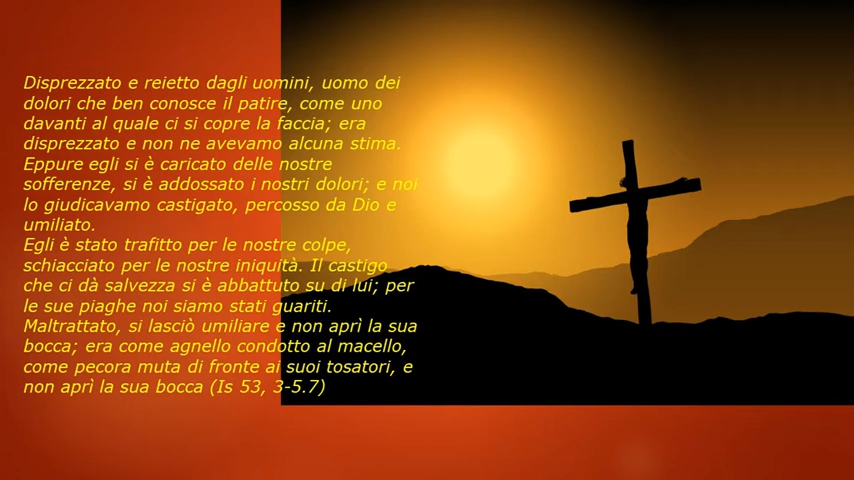 Disprezzato e reietto dagli uomini, uomo dei
dolori che ben conosce il patire, come uno
davanti al quale ci si copre la faccia; era
disprezzato e non ne avevamo alcuna stima.
Eppure egli si è caricato delle nostre
sofferenze, si è addossato i nostri dolori; e noi
lo giudicavamo castigato, percosso da Dio e
umiliato.
Egli è stato trafitto per le nostre colpe,
schiacciato per le nostre iniquità. Il castigo
che ci dà salvezza si è abbattuto su di lui; per
le sue piaghe noi siamo stati guariti.
Maltrattato, si lasciò umiliare e non aprì la sua
bocca; era come agnello condotto al macello,
come pecora muta di fronte ai suoi tosatori, e
non aprì la sua bocca (Is 53, 3-5.7)